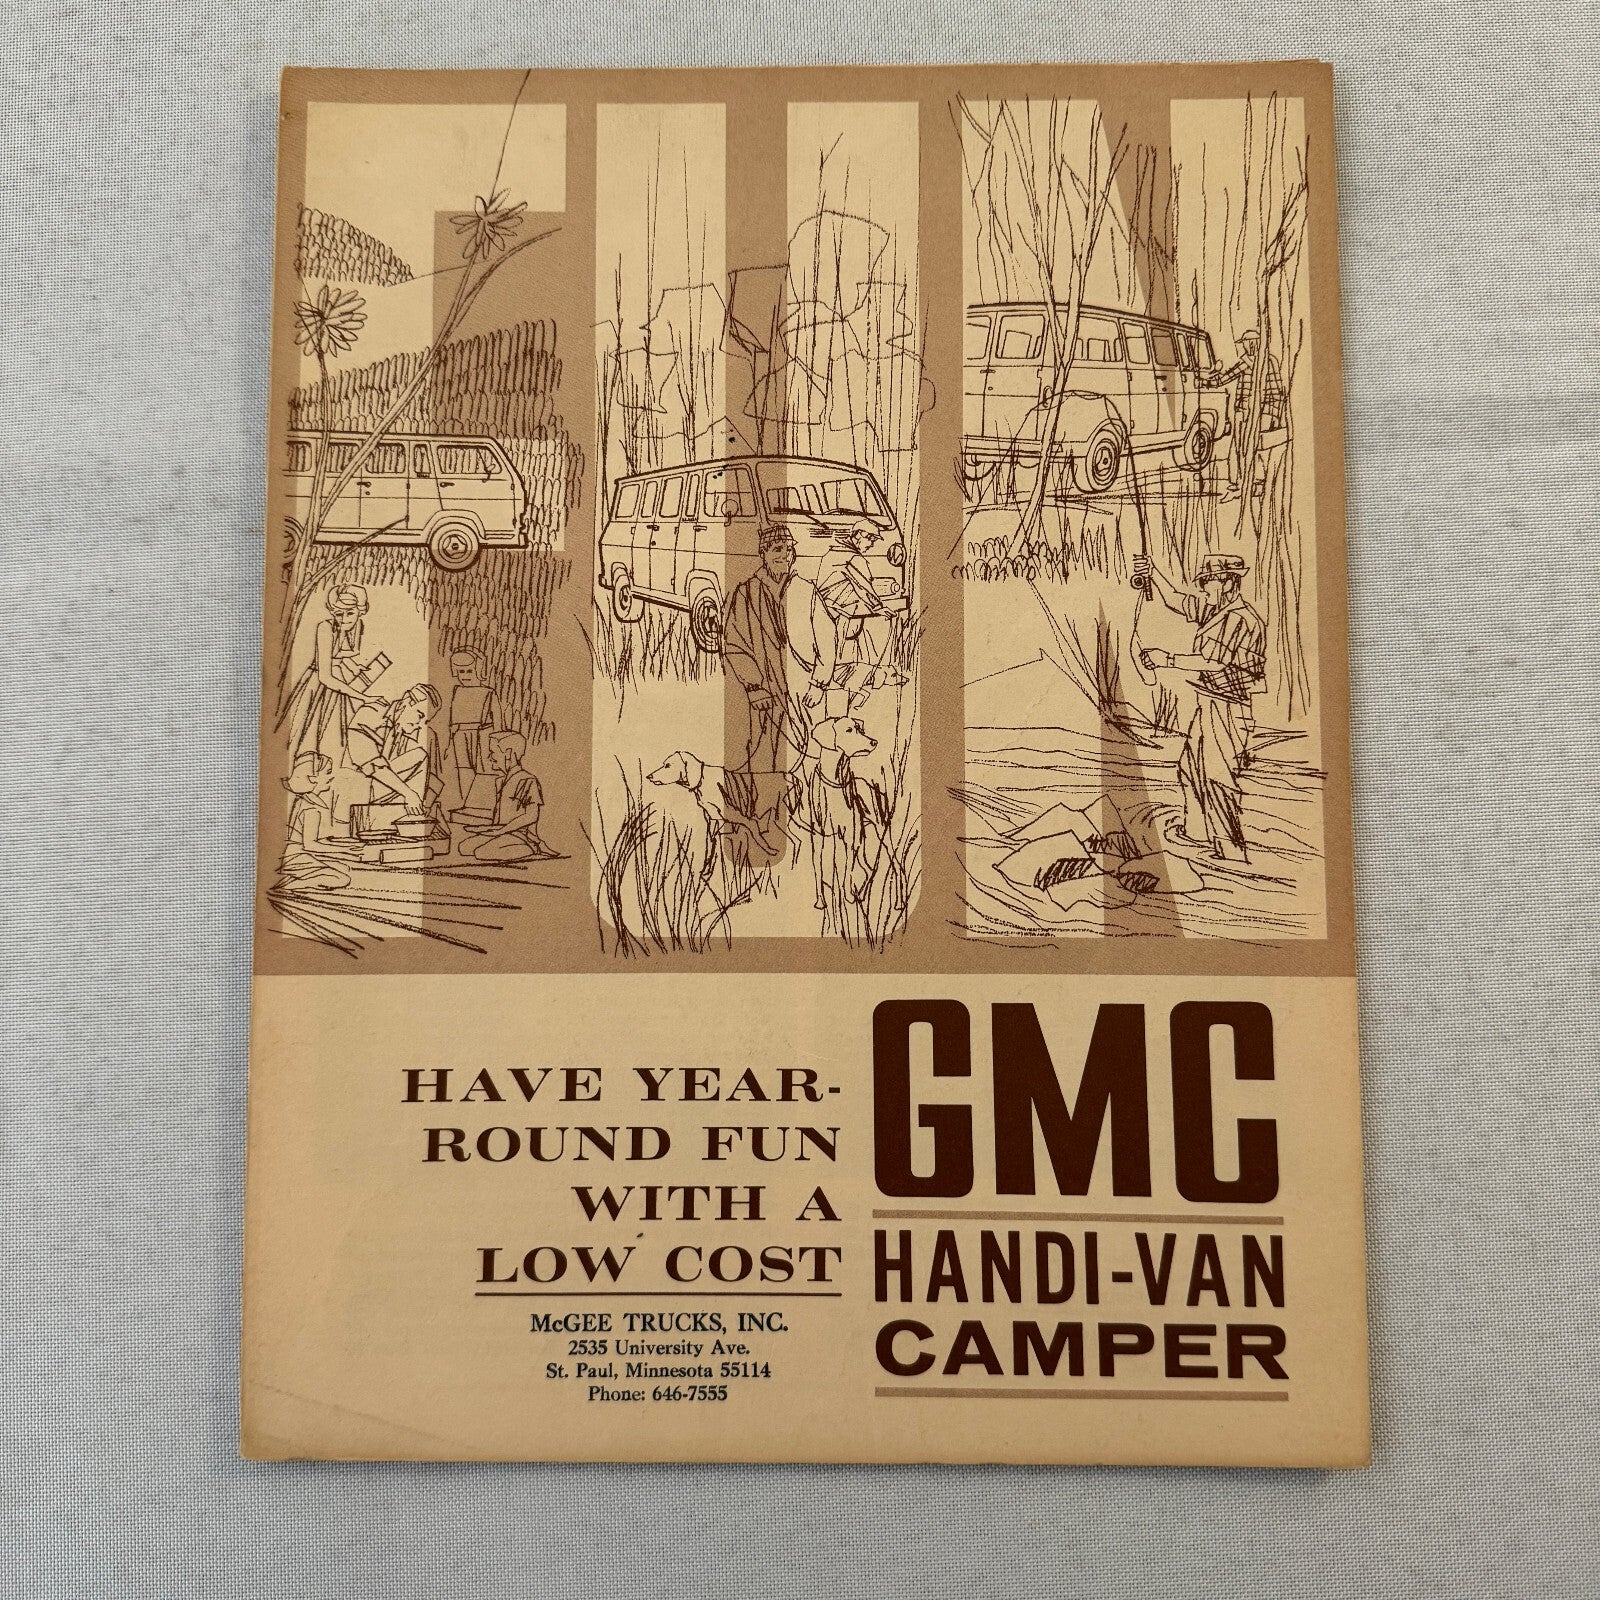 FUN
HAVE YEAR-
ROUND FUN
WITH A
LOW COST
GMC
HANDI-VAN
CAMPER
McGEE TRUCKS, INC.
2535 University Ave.
St. Paul, Minnesota 55114
Phone: 646-7555